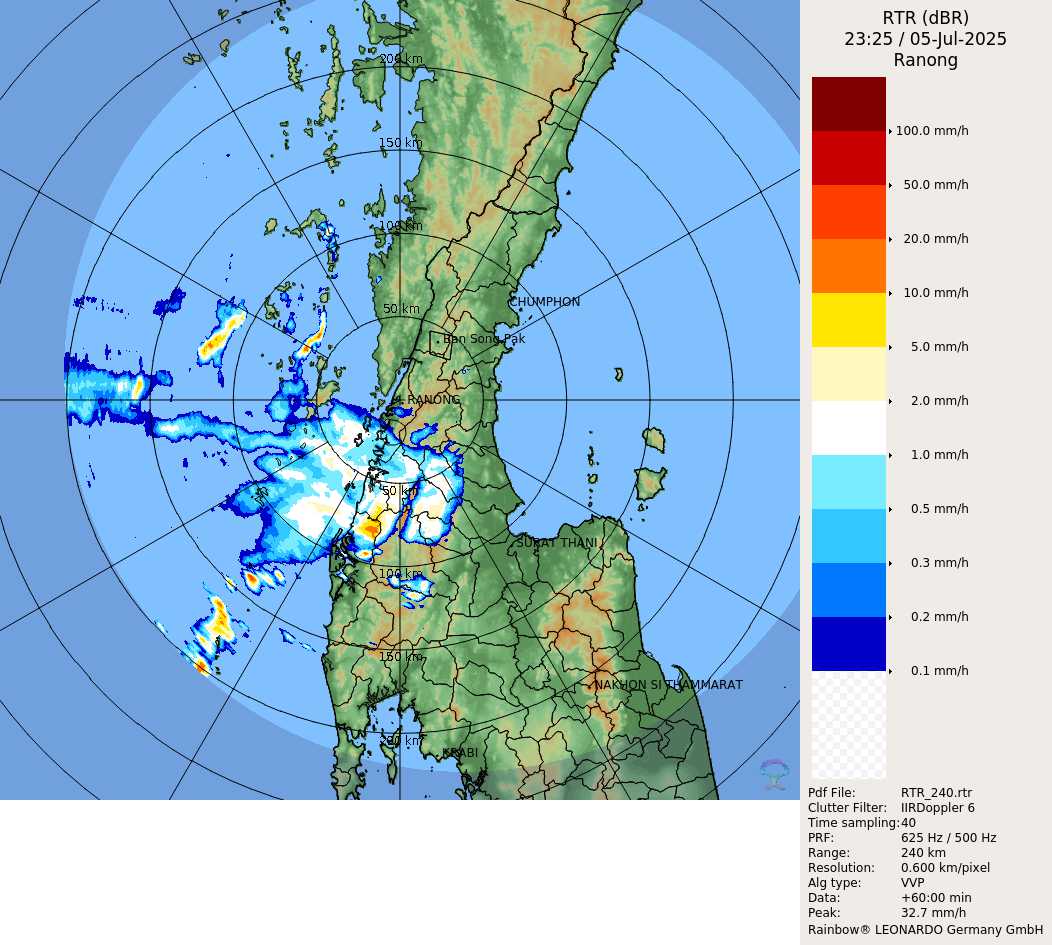 RTR (dBR)
23:25 / 05-Jul-2025
Ranong
200 km
150 km
100 km
50 km
CHUMPHON
Ban Song Pak
RANONG
50 km
SURAT THANI
100 km
150 km
NAKHON SI THAMMARAT
200 km
KRABI
100.0 mm/h
50.0 mm/h
20.0 mm/h
10.0 mm/h
5.0 mm/h
2.0 mm/h
1.0 mm/h
0.5 mm/h
0.3 mm/h
0.2 mm/h
0.1 mm/h
Pdf File: RTR_240.rtr
Clutter Filter: IIRDoppler 6
Time sampling:40
PRF: 625 Hz / 500 Hz
Range: 240 km
Resolution: 0.600 km/pixel
Alg type: VVP
Data: +60:00 min
Peak: 32.7 mm/h
Rainbow® LEONARDO Germany GmbH